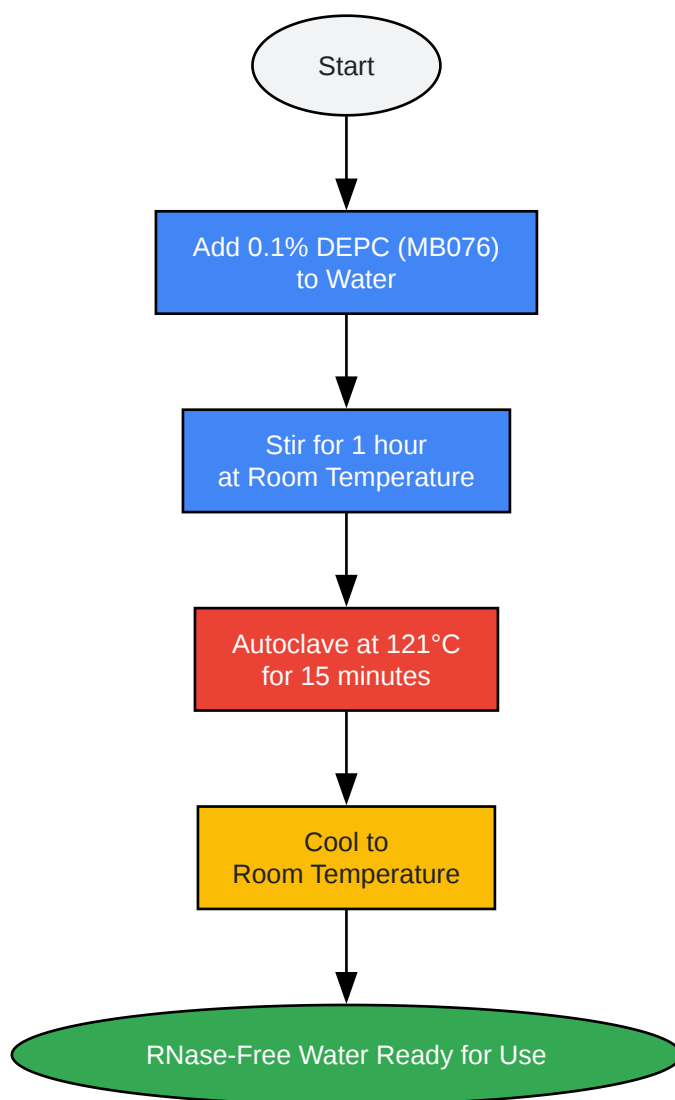 Start
Add 0.1% DEPC (MB076)
to Water
Stir for 1 hour
at Room Temperature
Autoclave at 121°C
for 15 minutes
Cool to
Room Temperature
RNase-Free Water Ready for Use